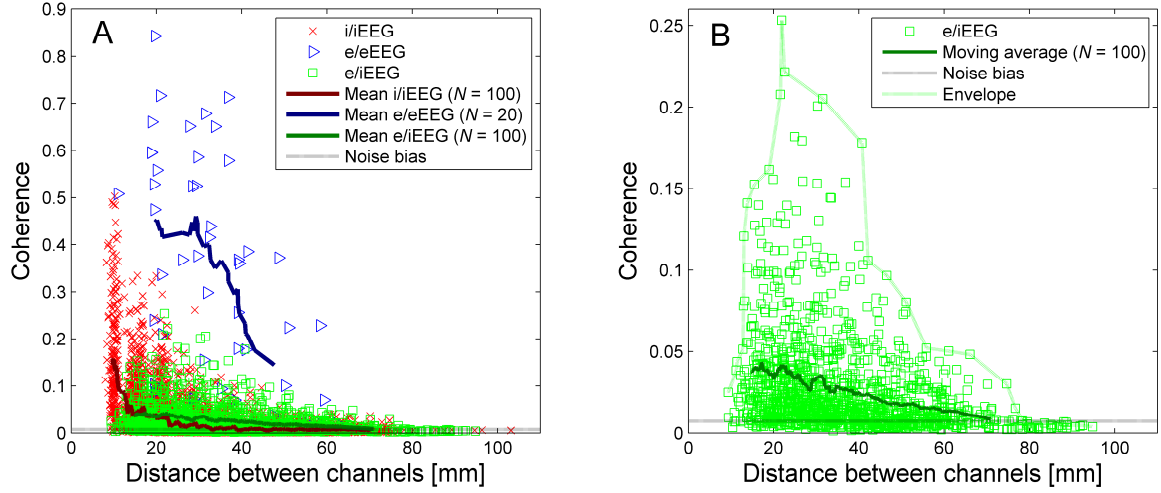 A
i/iEEG
e/eEEG
e/iEEG
Mean i/iEEG (N = 100)
Mean e/eEEG (N = 20)
Mean e/iEEG (N = 100)
Noise bias
0.9
0.8
0.7
0.6
0.5
0.4
0.3
0.2
0.1
0
Coherence
0 20 40 60 80 100
Distance between channels [mm]
B
e/iEEG
Moving average (N = 100)
Noise bias
Envelope
0.25
0.2
0.15
0.1
0.05
0
Coherence
0 20 40 60 80 100
Distance between channels [mm]